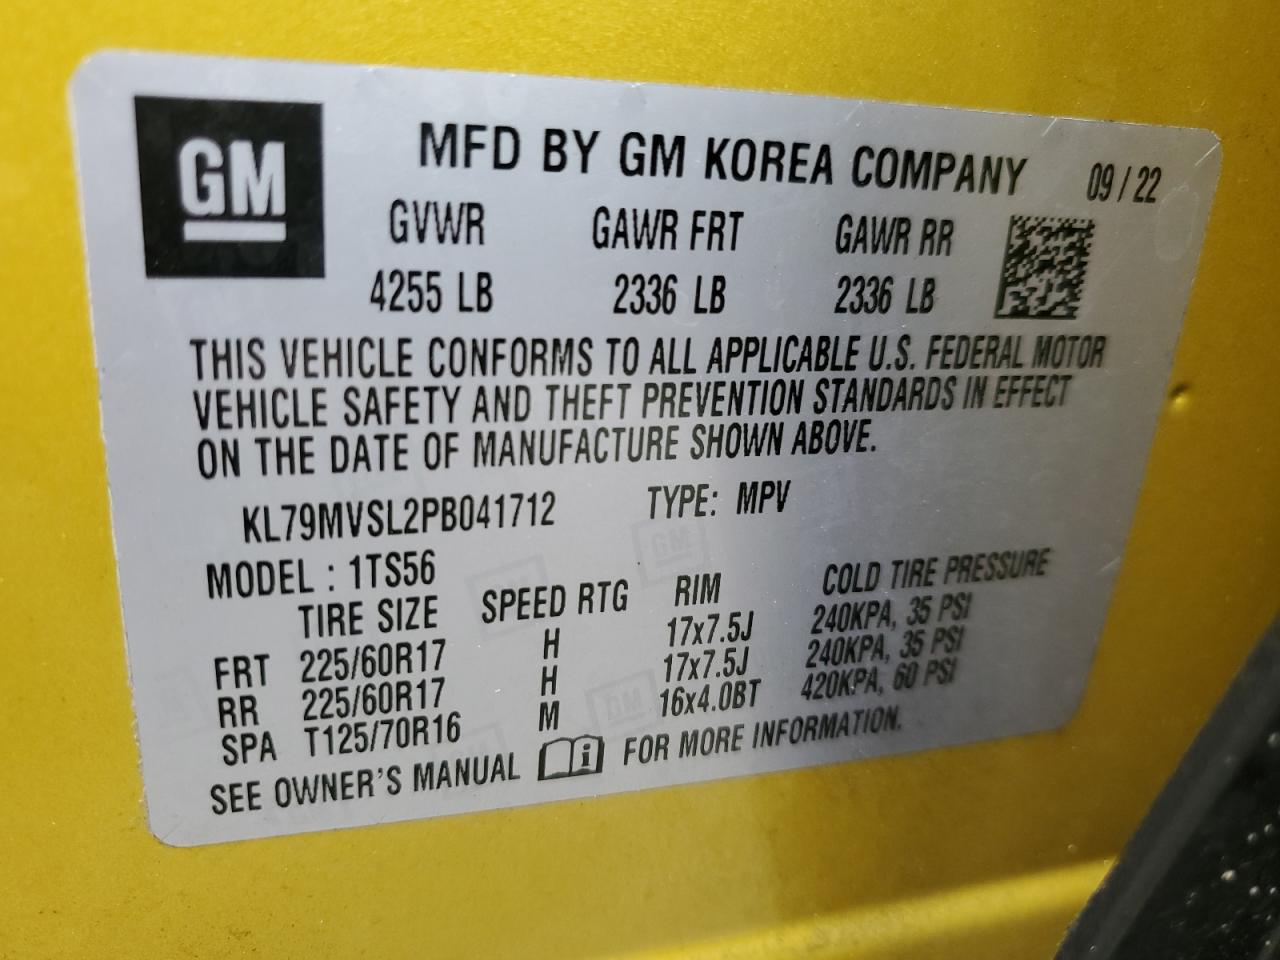 GM
MFD BY GM KOREA COMPANY 09/22
GVWR GAWR FRT GAWR RR
4255 LB 2336 LB 2336 LB
THIS VEHICLE CONFORMS TO ALL APPLICABLE U.S. FEDERAL MOTOR
VEHICLE SAFETY AND THEFT PREVENTION STANDARDS IN EFFECT
ON THE DATE OF MANUFACTURE SHOWN ABOVE.
KL79MVSL2PB041712 TYPE: MPV
MODEL : 1TS56
TIRE SIZE SPEED RTG RIM COLD TIRE PRESSURE
FRT 225/60R17 H 17x7.5J 240KPA, 35 PSI
RR 225/60R17 H 17x7.5J 240KPA, 35 PSI
SPA T125/70R16 M 16x4.0BT 420KPA, 60 PSI
SEE OWNER'S MANUAL i FOR MORE INFORMATION.
GM
GM